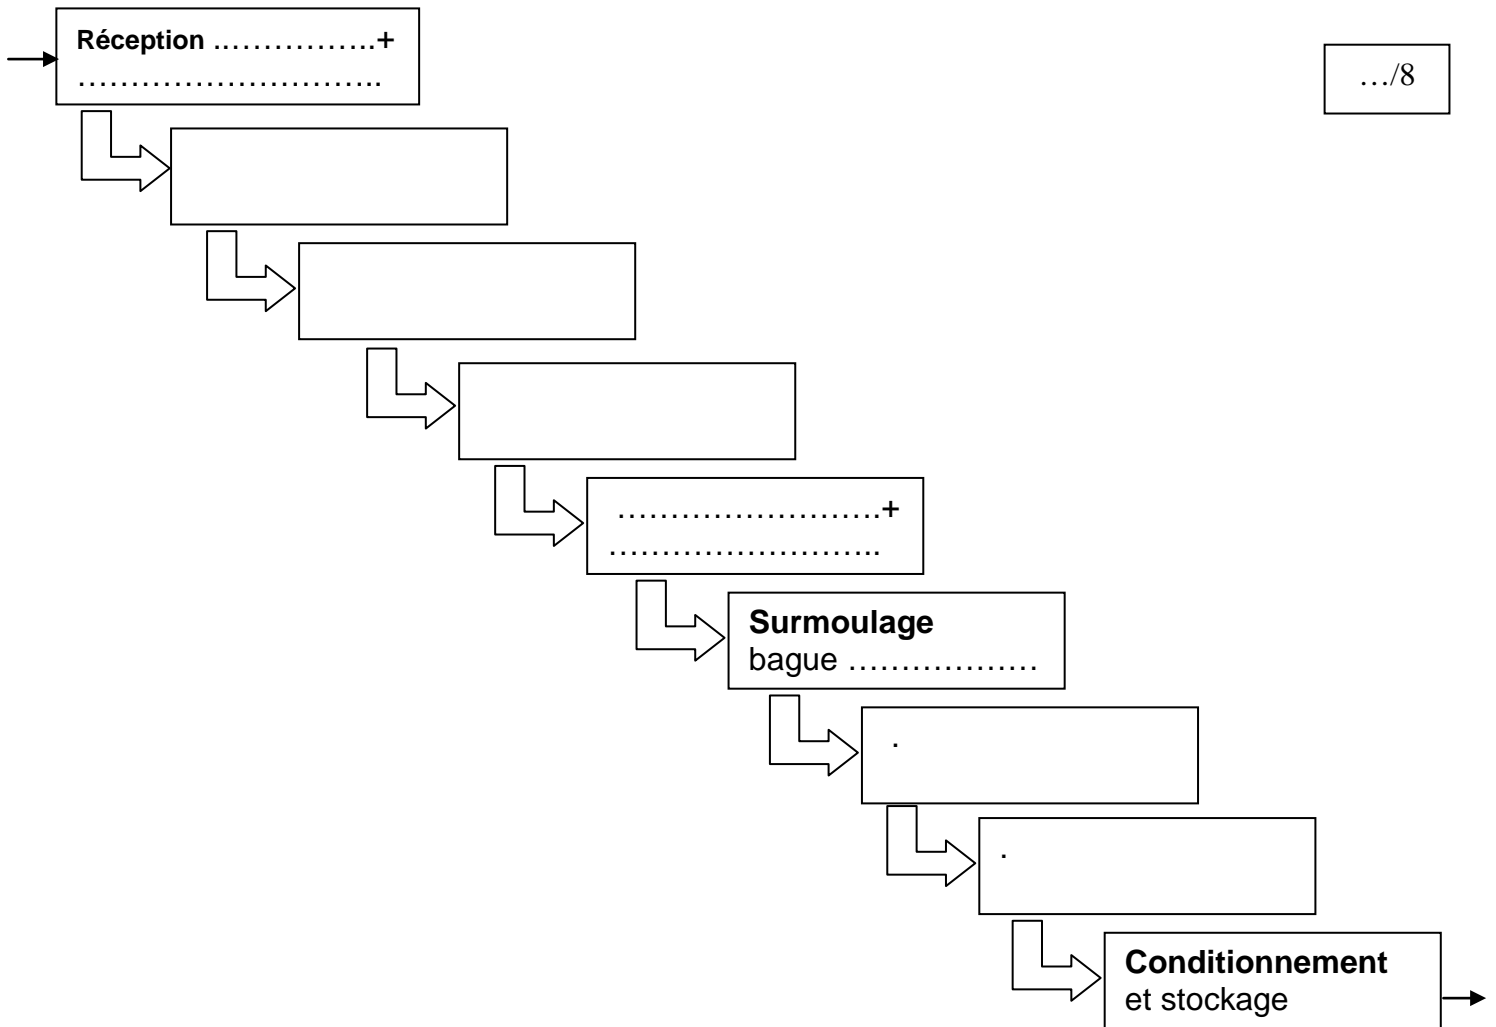 Réception ……………..+
………………………..
…/8
…………………….+
……………………..
Surmoulage
bague ………………
.
.
Conditionnement
et stockage